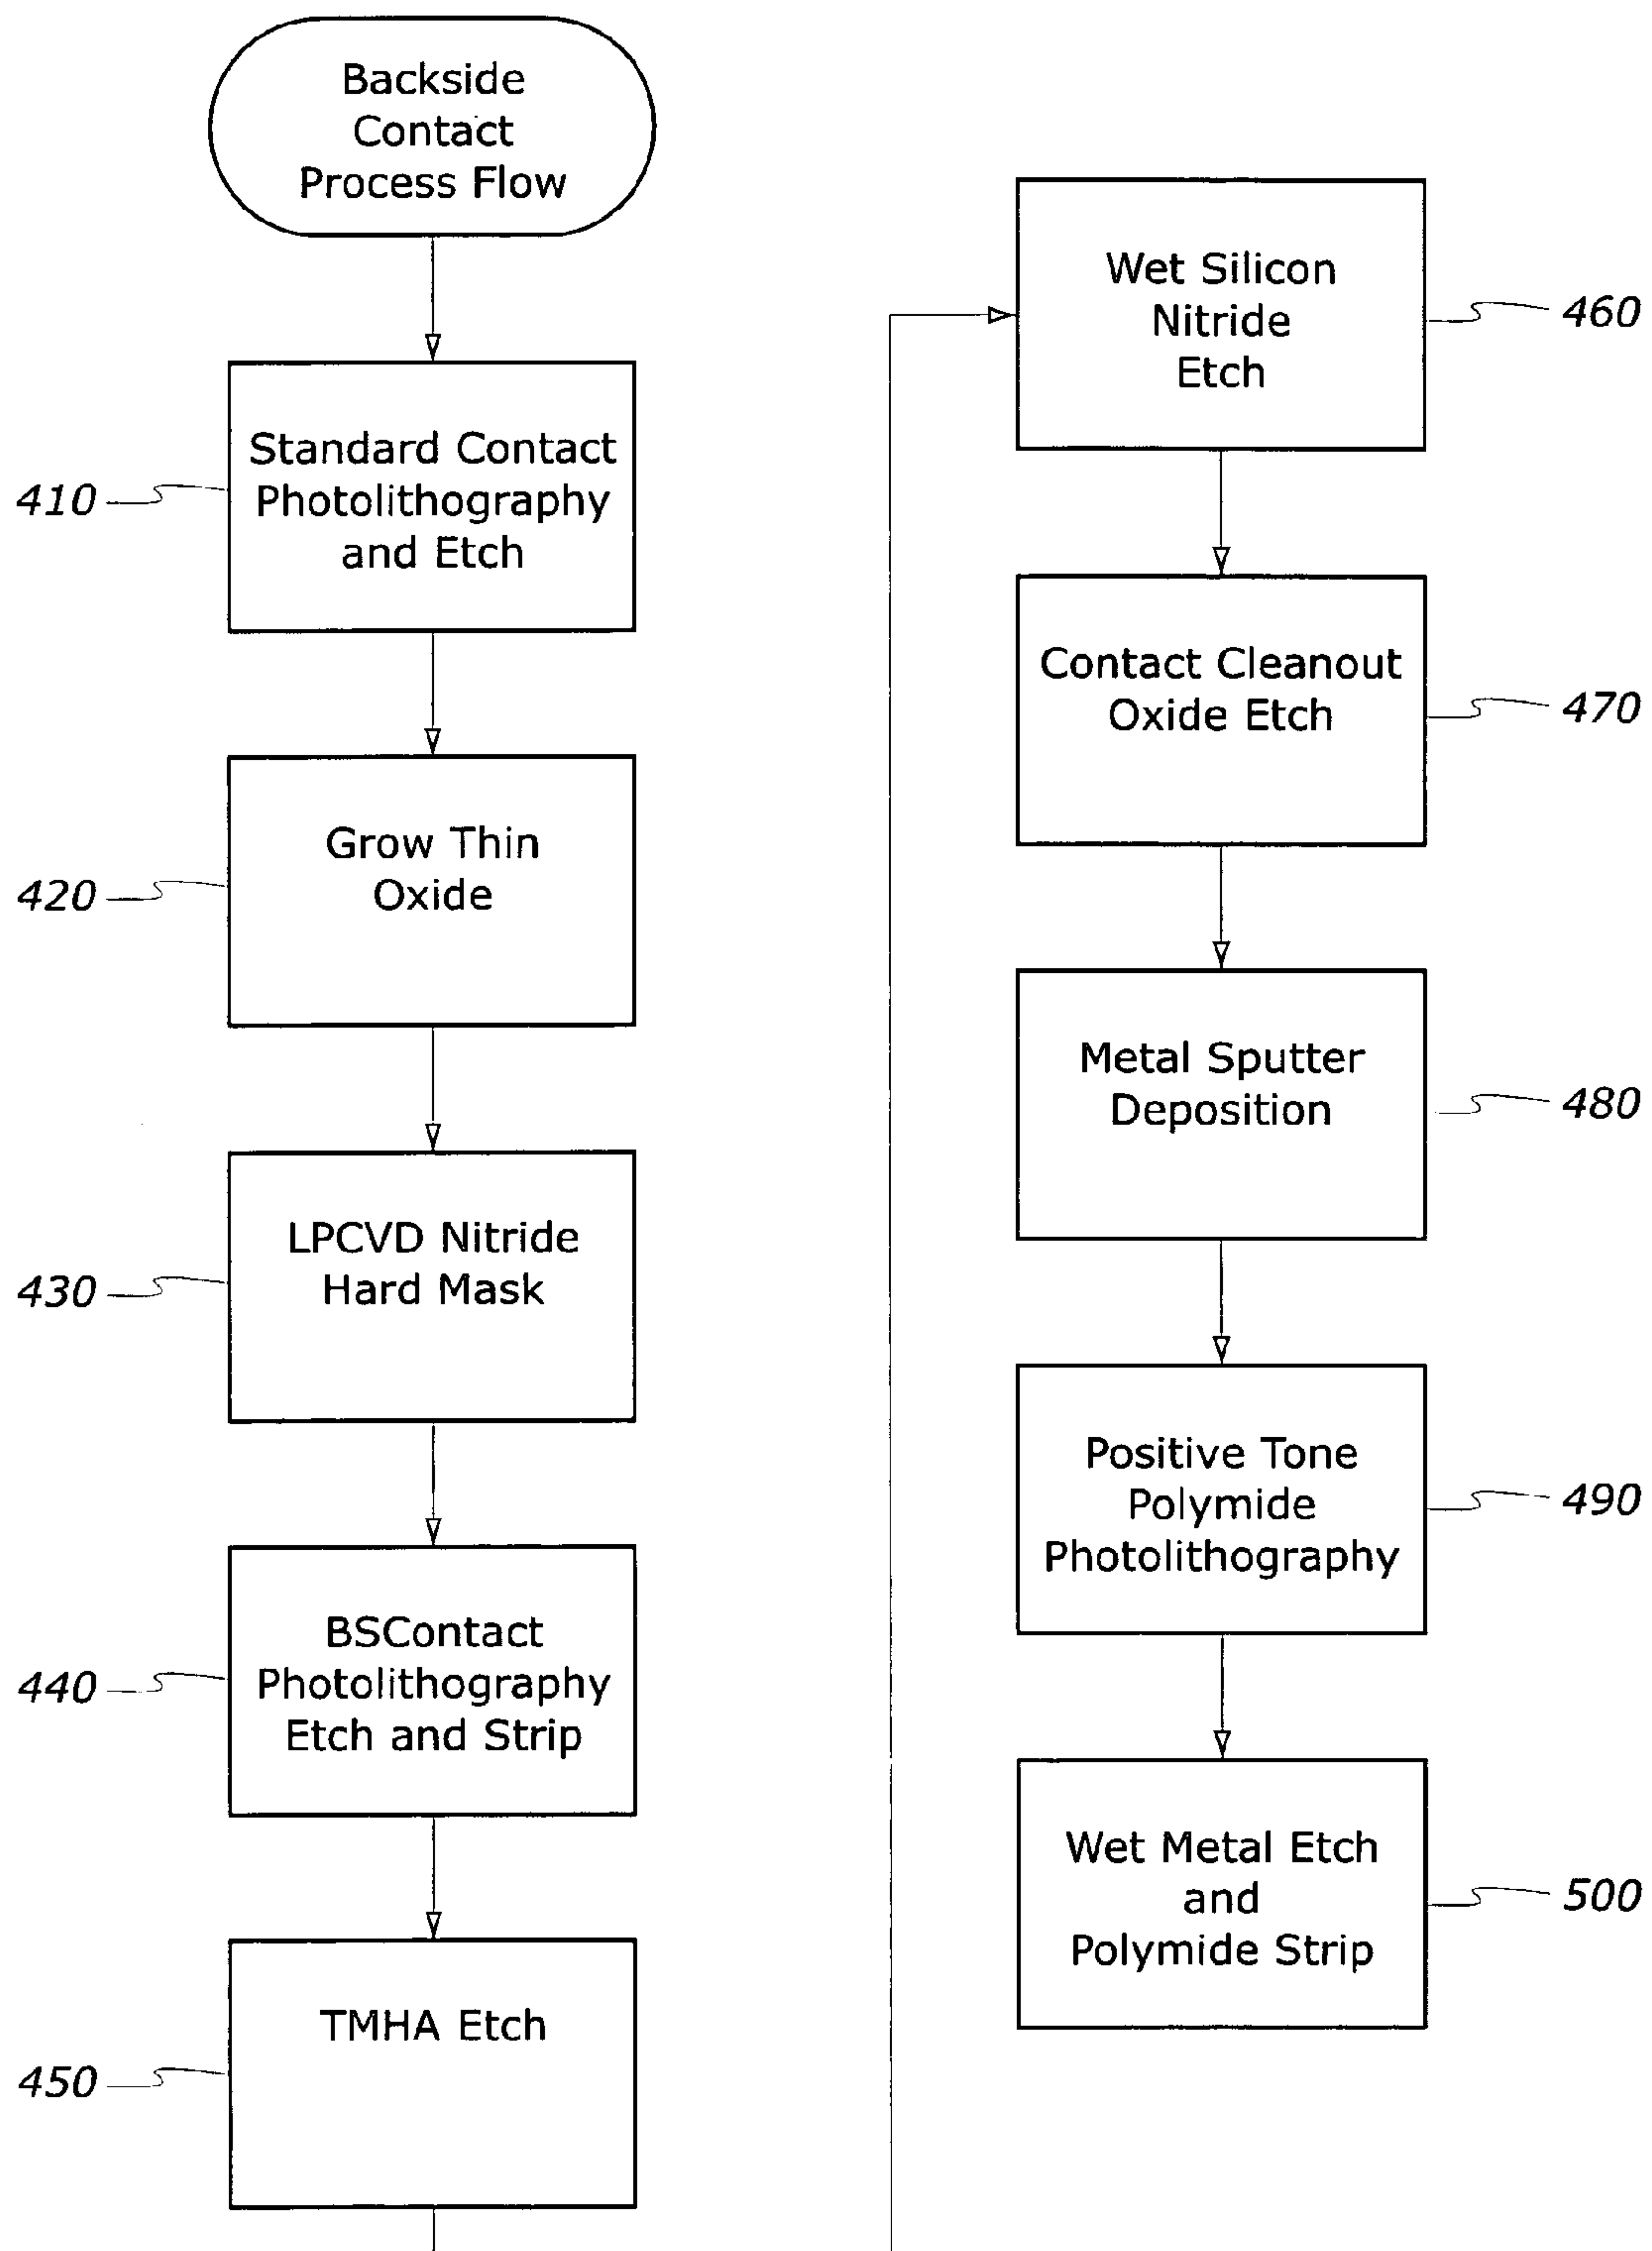 Backside
Contact
Process Flow
410
Standard Contact
Photolithography
and Etch
420
Grow Thin
Oxide
430
LPCVD Nitride
Hard Mask
440
BSContact
Photolithography
Etch and Strip
450
TMHA Etch
Wet Silicon
Nitride
Etch
460
Contact Cleanout
Oxide Etch
470
Metal Sputter
Deposition
480
Positive Tone
Polymide
Photolithography
490
Wet Metal Etch
and
Polymide Strip
500